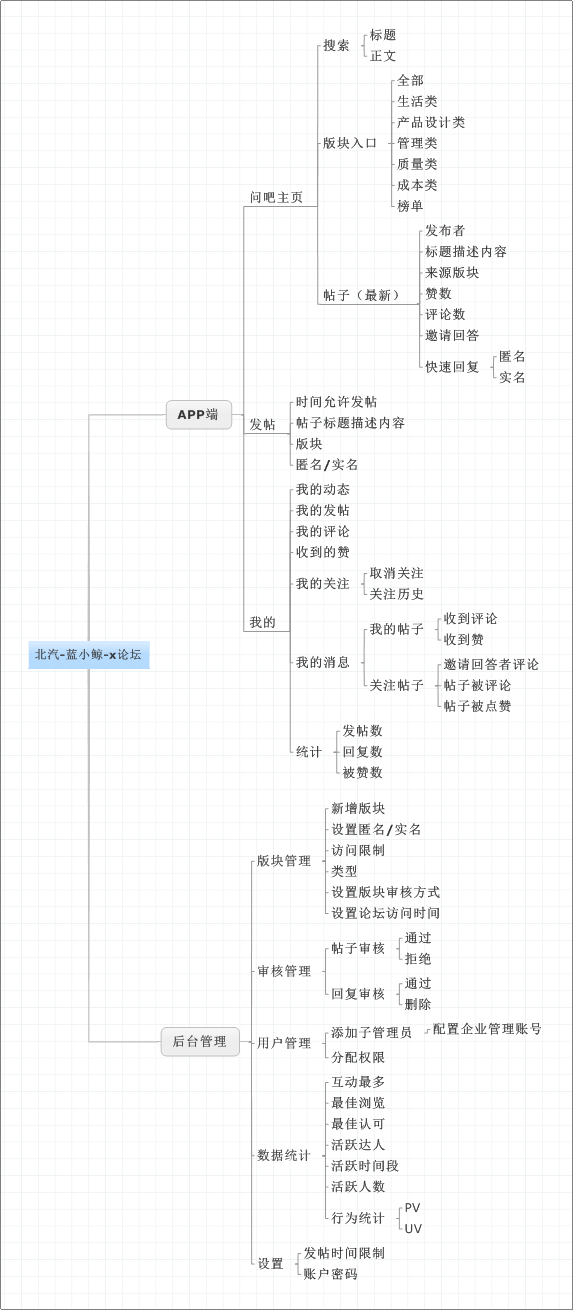 北汽-蓝小鲸-x论坛
APP端
问吧主页
搜索
标题
正文
版块入口
全部
生活类
产品设计类
管理类
质量类
成本类
榜单
帖子（最新）
发布者
标题描述内容
来源版块
赞数
评论数
邀请回答
快速回复
匿名
实名
发帖
时间允许发帖
帖子标题描述内容
版块
匿名/实名
我的
我的动态
我的发帖
我的评论
收到的赞
我的关注
取消关注
关注历史
我的消息
我的帖子
收到评论
收到赞
关注帖子
邀请回答者评论
帖子被评论
帖子被点赞
统计
发帖数
回复数
被赞数
后台管理
版块管理
新增版块
设置匿名/实名
访问限制
类型
设置版块审核方式
设置论坛访问时间
审核管理
帖子审核
通过
拒绝
回复审核
通过
删除
用户管理
添加子管理员
配置企业管理账号
分配权限
数据统计
互动最多
最佳浏览
最佳认可
活跃达人
活跃时间段
活跃人数
行为统计
PV
UV
设置
发帖时间限制
账户密码